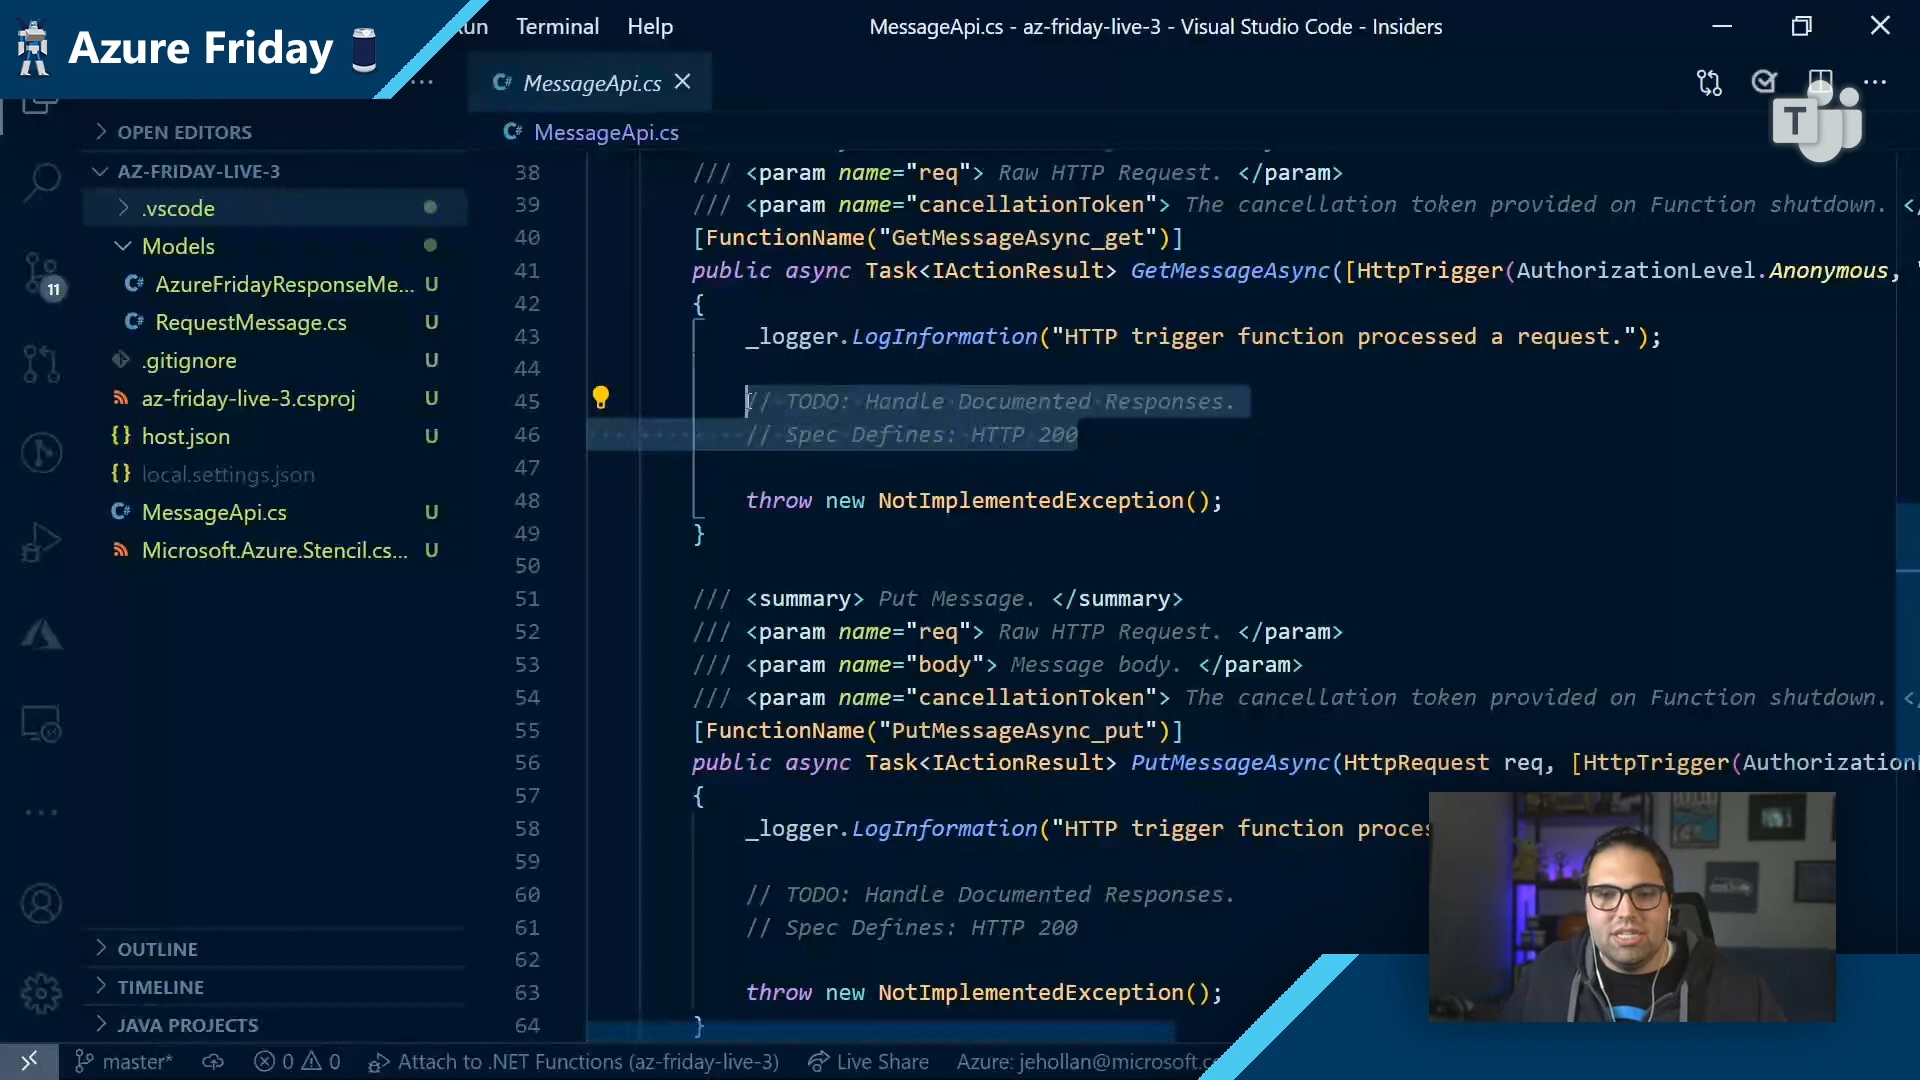 Azure Friday
un Terminal Help
MessageApi.cs - az-friday-live-3 - Visual Studio Code - Insiders
MessageApi.cs
T
OPEN EDITORS
AZ-FRIDAY-LIVE-3
.vscode
Models
AzureFridayResponseMe... U
RequestMessage.cs U
.gitignore U
az-friday-live-3.csproj U
{} host.json U
{} local.settings.json
MessageApi.cs U
Microsoft.Azure.Stencil.cs... U
11
OUTLINE
TIMELINE
JAVA PROJECTS
MessageApi.cs
38 /// <param name="req"> Raw HTTP Request. </param>
39 /// <param name="cancellationToken"> The cancellation token provided on Function shutdown. </
40 [FunctionName("GetMessageAsync_get")]
41 public async Task<IActionResult> GetMessageAsync([HttpTrigger(AuthorizationLevel.Anonymous, "
42 {
43 _logger.LogInformation("HTTP trigger function processed a request.");
44
45 // TODO: Handle Documented Responses.
46 // Spec Defines: HTTP 200
47
48 throw new NotImplementedException();
49 }
50
51 /// <summary> Put Message. </summary>
52 /// <param name="req"> Raw HTTP Request. </param>
53 /// <param name="body"> Message body. </param>
54 /// <param name="cancellationToken"> The cancellation token provided on Function shutdown. </
55 [FunctionName("PutMessageAsync_put")]
56 public async Task<IActionResult> PutMessageAsync(HttpRequest req, [HttpTrigger(Authorization
57 {
58 _logger.LogInformation("HTTP trigger function proces
59
60 // TODO: Handle Documented Responses.
61 // Spec Defines: HTTP 200
62
63 throw new NotImplementedException();
64 }
master* 0 0 Attach to .NET Functions (az-friday-live-3) Live Share Azure: jehollan@microsoft.c